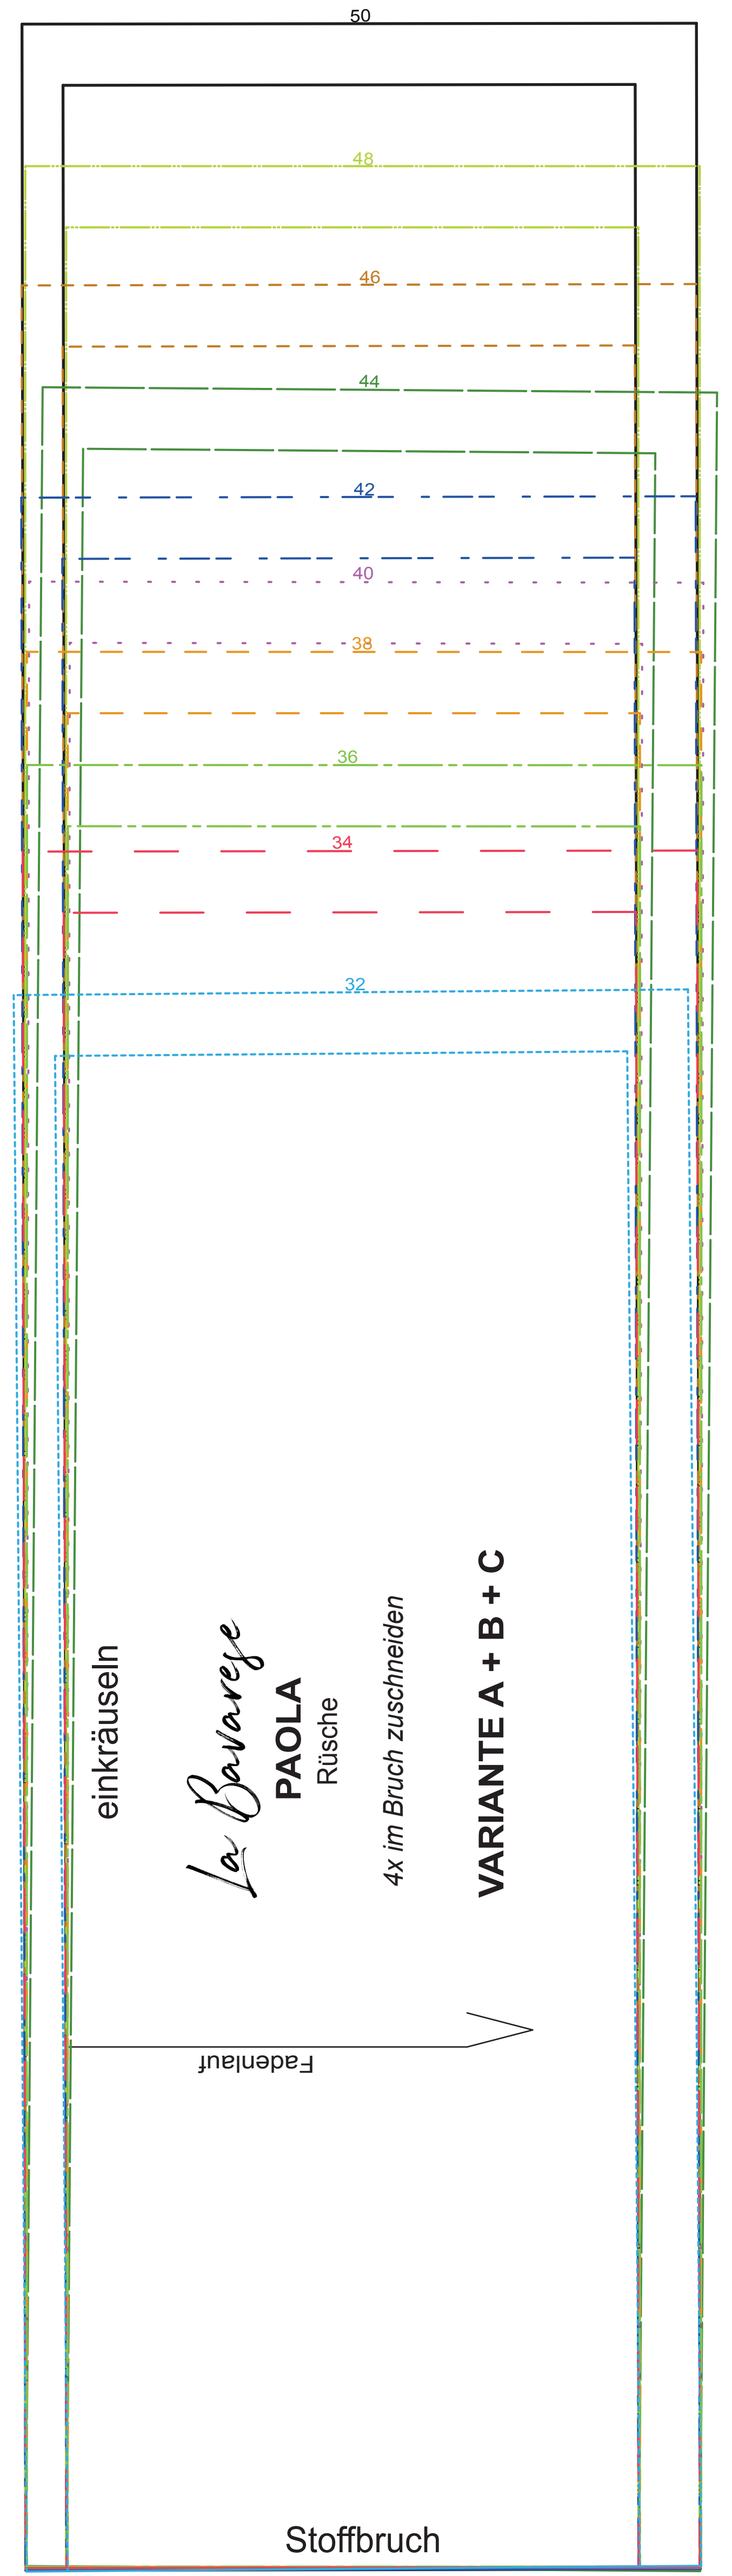 50
48
46
44
42
40
38
36
34
32
einkräuseln
La Bavarese
PAOLA
Rüsche
4x im Bruch zuschneiden
VARIANTE A + B + C
Fadenlauf
Stoffbruch